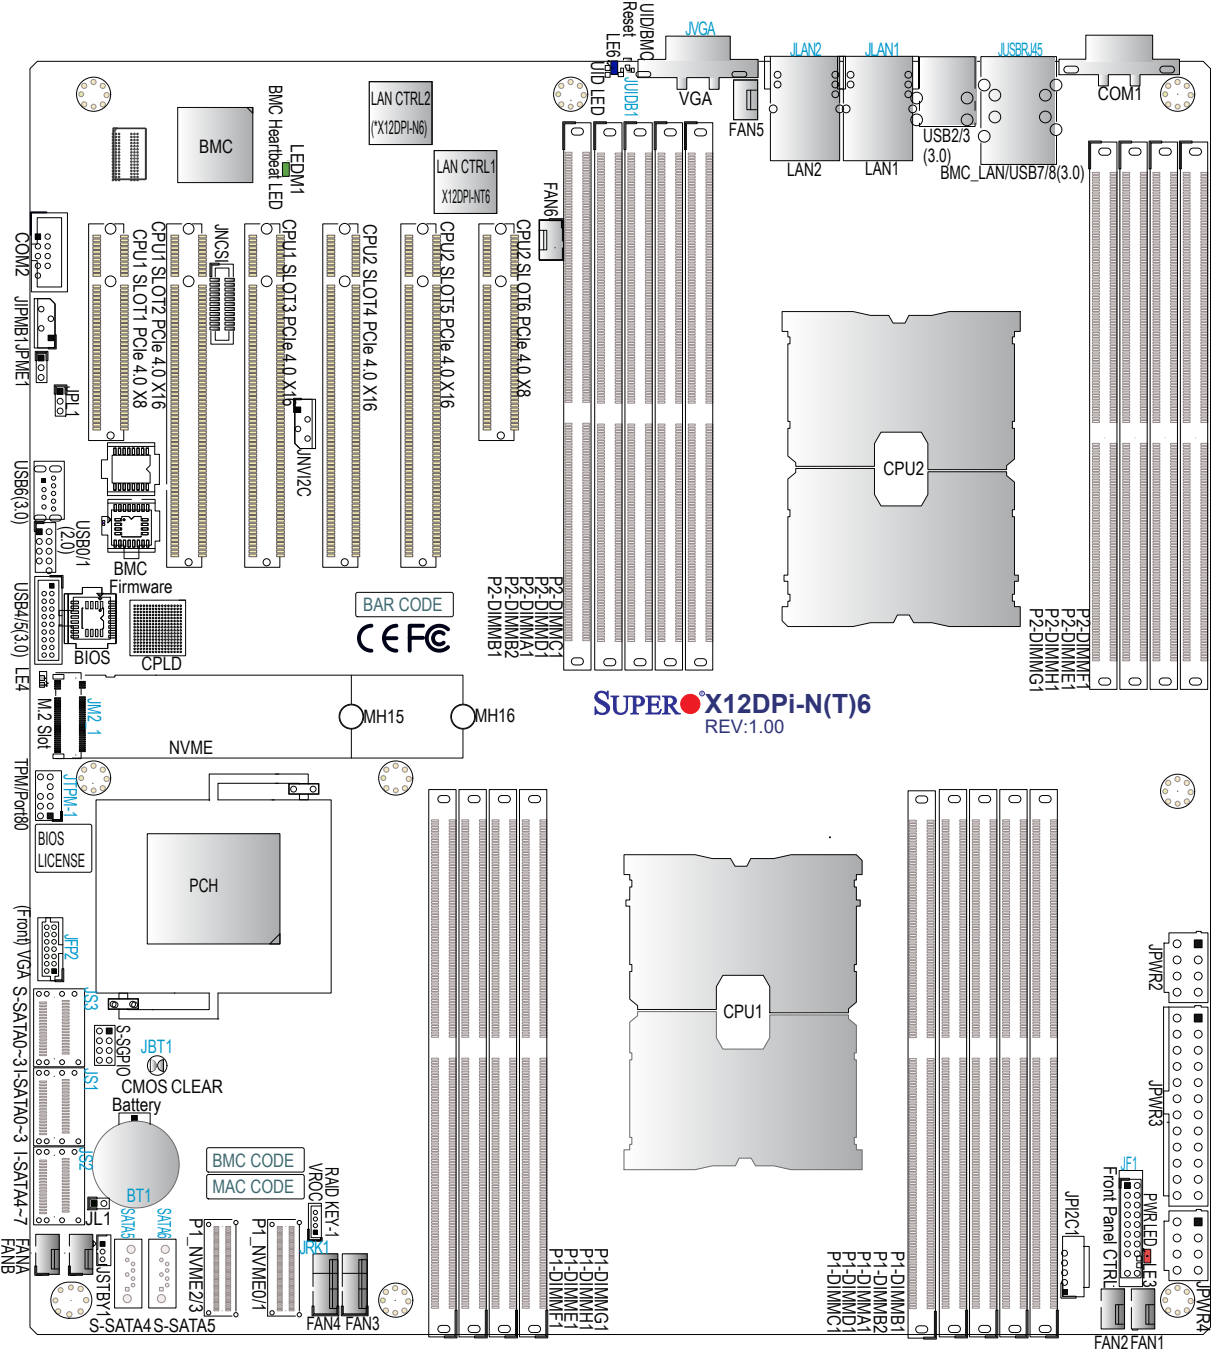 UID/BMC
Reset
LE6
UID LED
JUIDB1
JVGA
VGA
FAN5
JLAN2
LAN2
JLAN1
LAN1
USB2/3
(3.0)
JUSBRJ45
BMC_LAN/USB7/8(3.0)
COM1
BMC
BMC Heartbeat LED
LEDM1
LAN CTRL2
(*X12DPI-N6)
LAN CTRL1
X12DPI-NT6
FAN6
COM2
JIPMB1
JPME1
JPL1
CPU1 SLOT1 PCIe 4.0 X8
CPU1 SLOT2 PCIe 4.0 X16
JNCSI
CPU1 SLOT3 PCIe 4.0 X16
JNVI2C
CPU2 SLOT4 PCIe 4.0 X16
CPU2 SLOT5 PCIe 4.0 X16
CPU2 SLOT6 PCIe 4.0 X8
CPU2
USB6(3.0)
USB0/1
(2.0)
BMC
Firmware
USB4/5(3.0)
BIOS
CPLD
BAR CODE
CE FC
P2-DIMMB1
P2-DIMMB2
P2-DIMMA1
P2-DIMMD1
P2-DIMMC1
P2-DIMMG1
P2-DIMMH1
P2-DIMME1
P2-DIMMF1
LE4
M.2 Slot
JM2_1
MH15
MH16
NVME
SUPER X12DPi-N(T)6
REV:1.00
TPM/Port80
JTPM-1
BIOS
LICENSE
PCH
(Front) VGA
JFP2
S-SATA0~3
JS3
S-SGPIO
JBT1
CMOS CLEAR
I-SATA0~3
JS1
Battery
I-SATA4~7
JS2
BT1
BMC CODE
MAC CODE
JL1
RAID KEY-1
VROC
JRK1
FANA
FANB
JSTBY1
SATA5
SATA6
S-SATA4
S-SATA5
P1_NVME2/3
P1_NVME0/1
FAN4
FAN3
CPU1
P1-DIMMF1
P1-DIMME1
P1-DIMMH1
P1-DIMMG1
P1-DIMMC1
P1-DIMMD1
P1-DIMMA1
P1-DIMMB2
P1-DIMMB1
JPWR2
JPWR3
JPI2C1
JF1
Front Panel CTRL
PWR LED
LE3
JPWR4
FAN2
FAN1